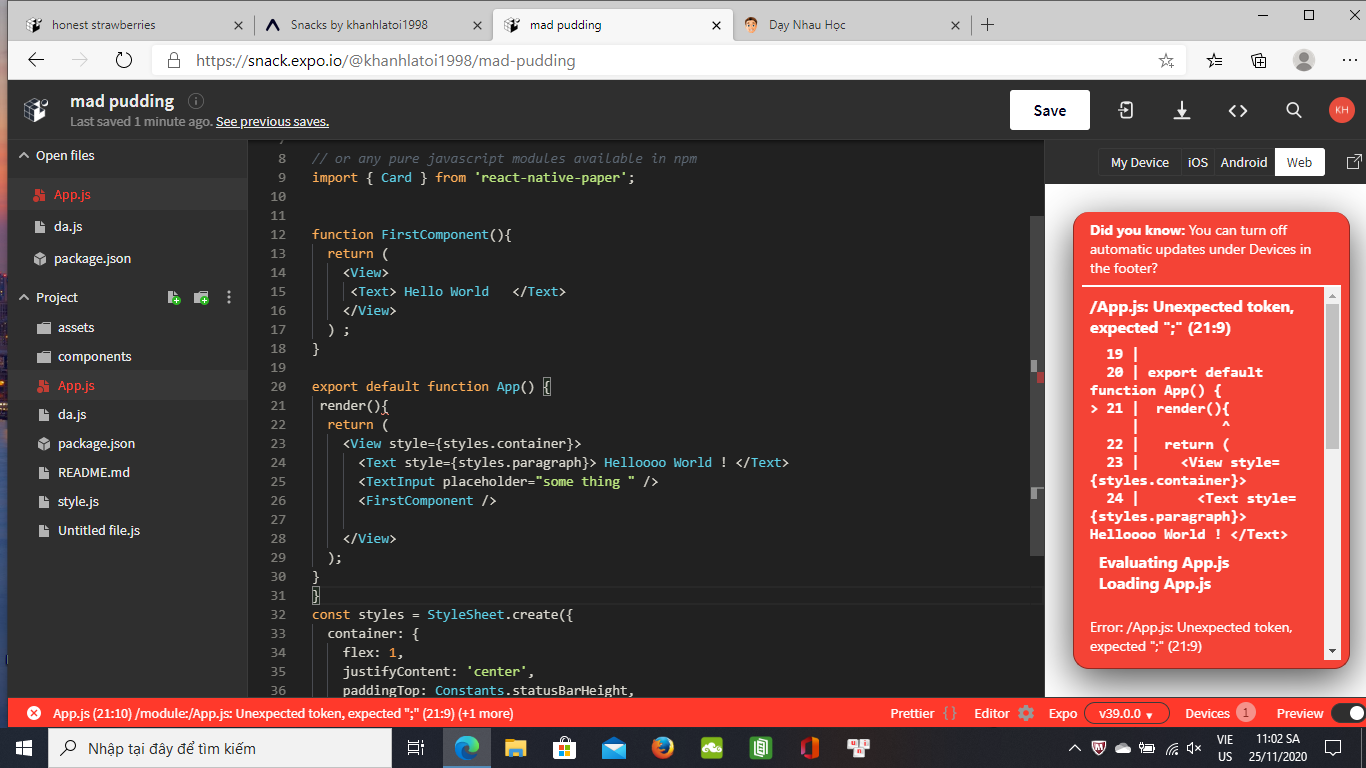 honest strawberries
Snacks by khanhlatoi1998
mad pudding
Dạy Nhau Học
https://snack.expo.io/@khanhlatoi1998/mad-pudding
mad pudding
Last saved 1 minute ago. See previous saves.
Save
KH
Open files
App.js
da.js
package.json
Project
assets
components
App.js
da.js
package.json
README.md
style.js
Untitled file.js
8 // or any pure javascript modules available in npm
9 import { Card } from 'react-native-paper';
10
11
12 function FirstComponent(){
13 return (
14 <View>
15 <Text> Hello World </Text>
16 </View>
17 ) ;
18 }
19
20 export default function App() {
21 render(){
22 return (
23 <View style={styles.container}>
24 <Text style={styles.paragraph}> Helloooo World ! </Text>
25 <TextInput placeholder="some thing " />
26 <FirstComponent />
27
28 </View>
29 );
30 }
31 }
32 const styles = StyleSheet.create({
33 container: {
34 flex: 1,
35 justifyContent: 'center',
36 paddingTop: Constants.statusBarHeight,
My Device iOS Android Web
Did you know: You can turn off
automatic updates under Devices in
the footer?
/App.js: Unexpected token,
expected ";" (21:9)
19 |
20 | export default
function App() {
> 21 | render(){
| ^
22 | return (
23 | <View style=
{styles.container}>
24 | <Text style=
{styles.paragraph}>
Helloooo World ! </Text>
Evaluating App.js
Loading App.js
Error: /App.js: Unexpected token,
expected ";" (21:9)
App.js (21:10) /module:/App.js: Unexpected token, expected ";" (21:9) (+1 more)
Prettier { } Editor Expo v39.0.0 Devices 1 Preview
Nhập tại đây để tìm kiếm
VIE
US
11:02 SA
25/11/2020